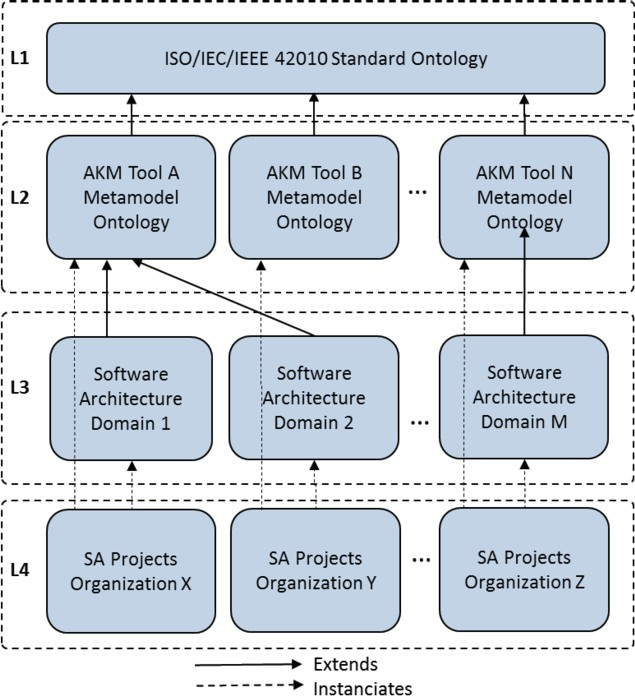 L1
ISO/IEC/IEEE 42010 Standard Ontology
L2
AKM Tool A
Metamodel
Ontology
AKM Tool B
Metamodel
Ontology
...
AKM Tool N
Metamodel
Ontology
L3
Software
Architecture
Domain 1
Software
Architecture
Domain 2
...
Software
Architecture
Domain M
L4
SA Projects
Organization X
SA Projects
Organization Y
...
SA Projects
Organization Z
Extends
Instanciates